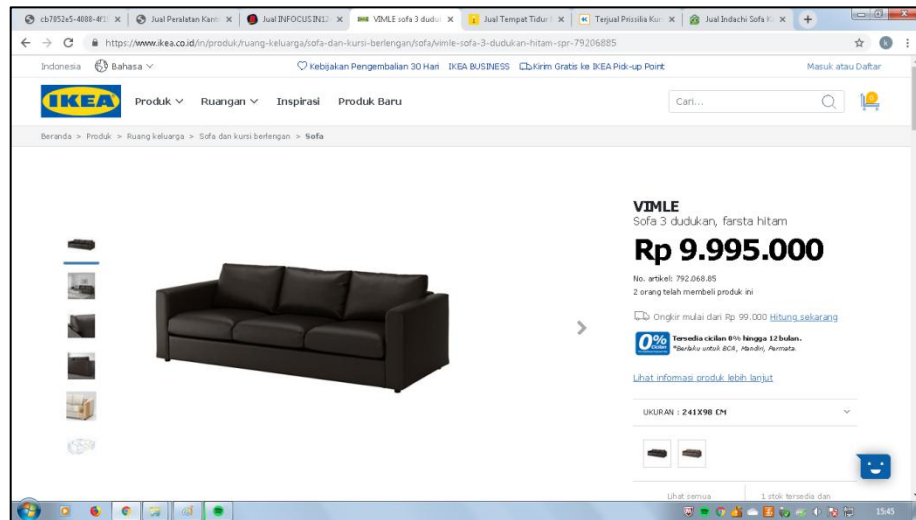 cb7052e5-4088-4f1
Jual Peralatan Kant
Jual INFOCUS IN12
VIMLE sofa 3 dudu
Jual Tempat Tidur
Terjual Prissilia Kur
Jual Indachi Sofa K
https://www.ikea.co.id/in/produk/ruang-keluarga/sofa-dan-kursi-berlengan/sofa/vimle-sofa-3-dudukan-hitam-cpr-79206885
Indonesia
Bahasa
Kebijakan Pengembalian 30 Hari
IKEA BUSINESS
Kirim Gratis ke IKEA Pick-up Point
Masuk atau Daftar
IKEA
Produk
Ruangan
Inspirasi
Produk Baru
Cari...
0
Beranda > Produk > Ruang keluarga > Sofa dan kursi berlengan > Sofa
VIMLE
Sofa 3 dudukan, farsta hitam
Rp 9.995.000
No. artikel: 792.068.85
2 orang telah membeli produk ini
Ongkir mulai dari Rp 99.000 Hitung sekarang
0% Cicilan
Tersedia cicilan 0% hingga 12 bulan.
*Berlaku untuk BCA, Mandiri, Permata.
Lihat informasi produk lebih lanjut
UKURAN : 241X98 CM
Lihat semua
1 stok tersedia dan
15:45